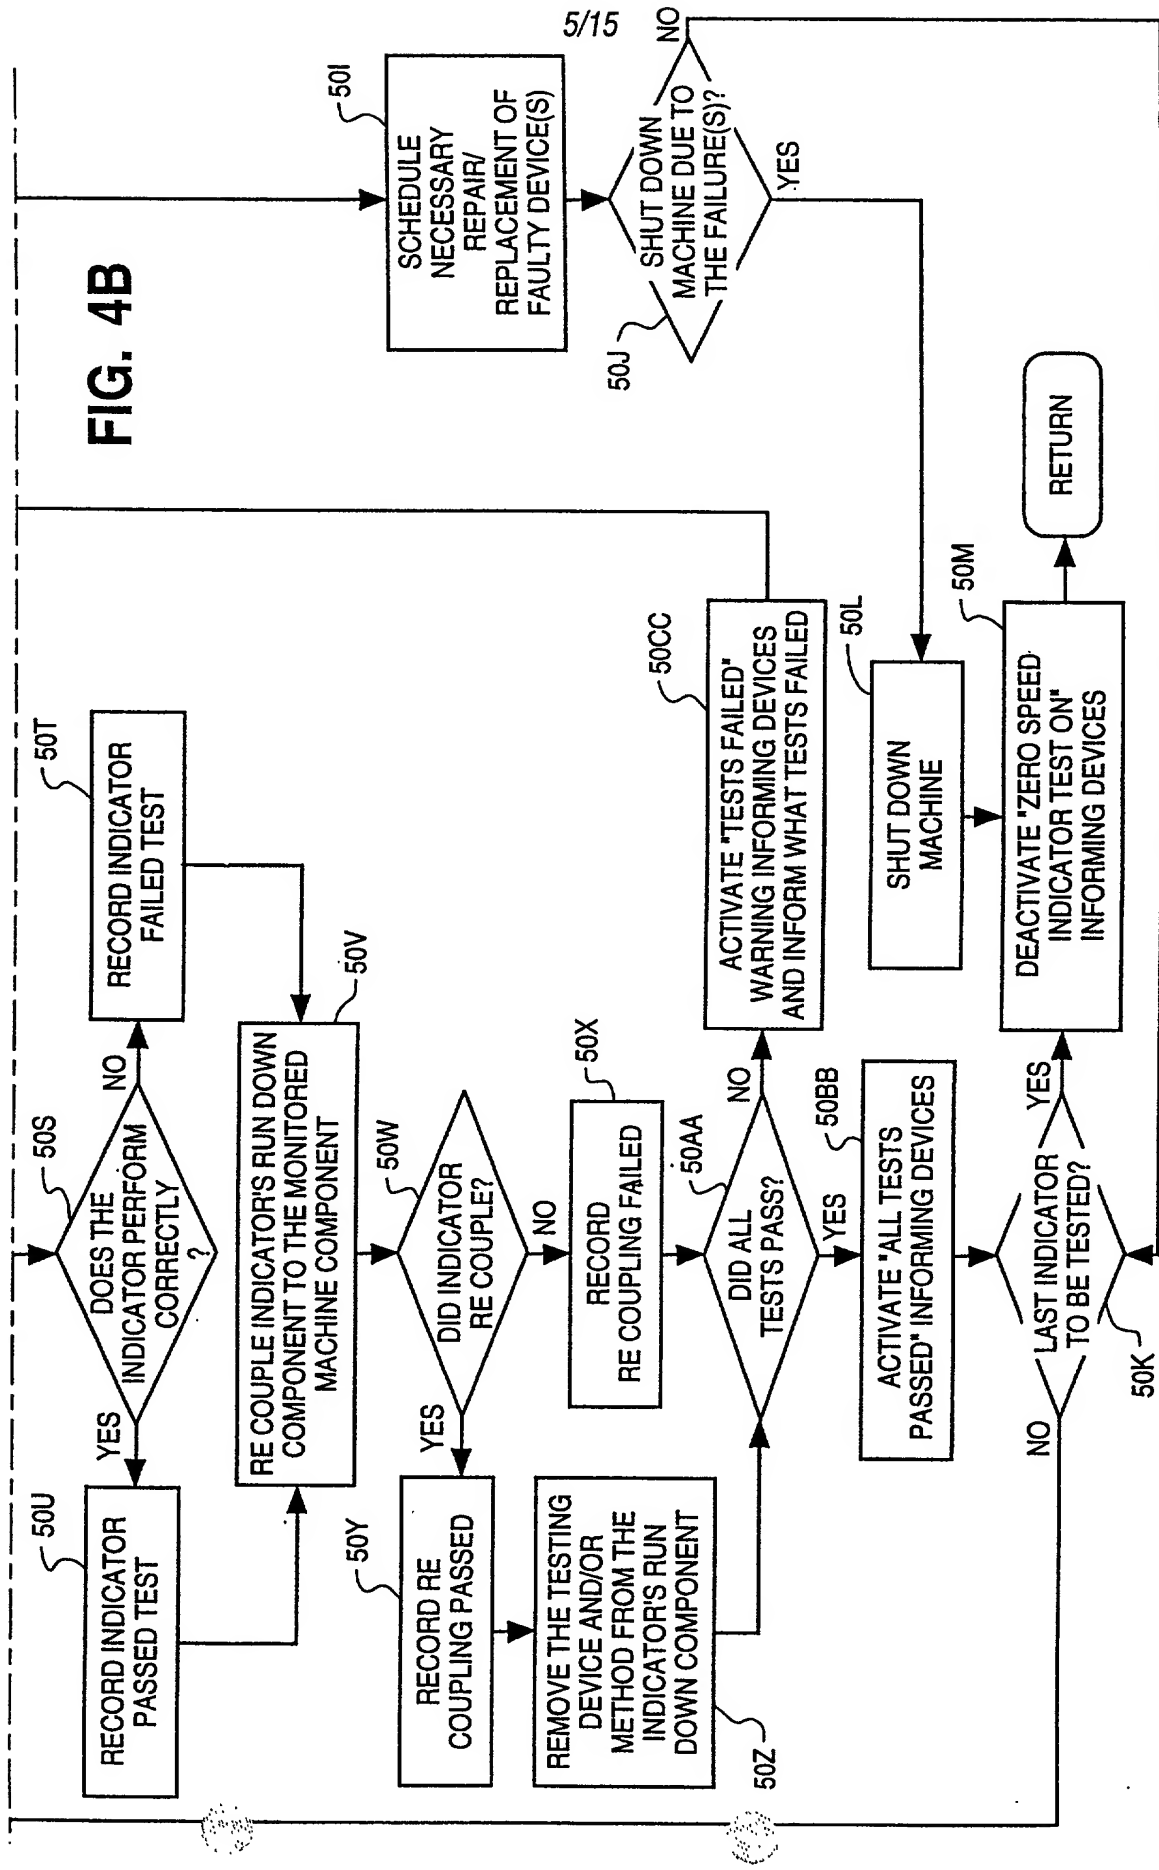 5/15
FIG. 4B
50S
DOES THE
INDICATOR PERFORM
CORRECTLY
?
NO
YES
50T
RECORD INDICATOR
FAILED TEST
50U
RECORD INDICATOR
PASSED TEST
50V
RE COUPLE INDICATOR'S RUN DOWN
COMPONENT TO THE MONITORED
MACHINE COMPONENT
50W
DID INDICATOR
RE COUPLE?
YES
NO
50X
RECORD
RE COUPLING FAILED
50Y
RECORD RE
COUPLING PASSED
50Z
REMOVE THE TESTING
DEVICE AND/OR
METHOD FROM THE
INDICATOR'S RUN
DOWN COMPONENT
50AA
DID ALL
TESTS PASS?
NO
YES
50BB
ACTIVATE "ALL TESTS
PASSED" INFORMING DEVICES
50CC
ACTIVATE "TESTS FAILED"
WARNING INFORMING DEVICES
AND INFORM WHAT TESTS FAILED
50I
SCHEDULE
NECESSARY
REPAIR/
REPLACEMENT OF
FAULTY DEVICE(S)
50J
SHUT DOWN
MACHINE DUE TO
THE FAILURE(S)?
NO
YES
50L
SHUT DOWN
MACHINE
50K
LAST INDICATOR
TO BE TESTED?
NO
YES
50M
DEACTIVATE "ZERO SPEED
INDICATOR TEST ON"
INFORMING DEVICES
RETURN